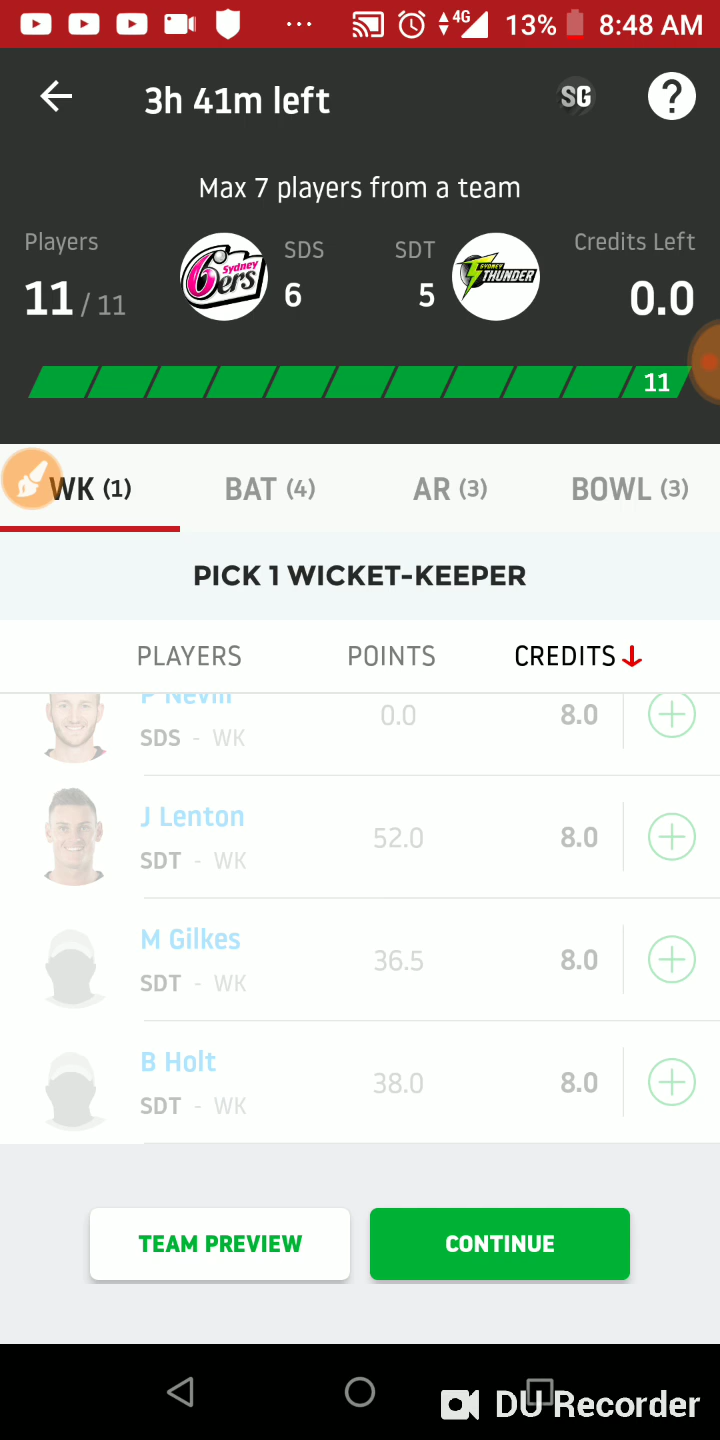 4G 13% 8:48 AM
3h 41m left SG ?
Max 7 players from a team
Players SDS SDT Credits Left
11 / 11 6 5 0.0
Sydney 6ers
SYDNEY THUNDER
11
WK (1) BAT (4) AR (3) BOWL (3)
PICK 1 WICKET-KEEPER
PLAYERS POINTS CREDITS
P Nevill
SDS - WK 0.0 8.0
J Lenton
SDT - WK 52.0 8.0
M Gilkes
SDT - WK 36.5 8.0
B Holt
SDT - WK 38.0 8.0
TEAM PREVIEW CONTINUE
DU Recorder